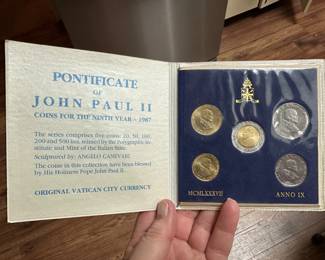 PONTIFICATE
OF
JOHN PAUL II
COINS FOR THE NINTH YEAR - 1987
The series comprises five coins: 20, 50, 100,
200 and 500 lire, minted by the Polygraphic In-
stitute and Mint of the Italian State.
Sculptured by: ANGELO CANEVARI
The coins in this collection have been blessed
by His Holiness Pope John Paul II.
ORIGINAL VATICAN CITY CURRENCY
MCMLXXXVII
ANNO IX